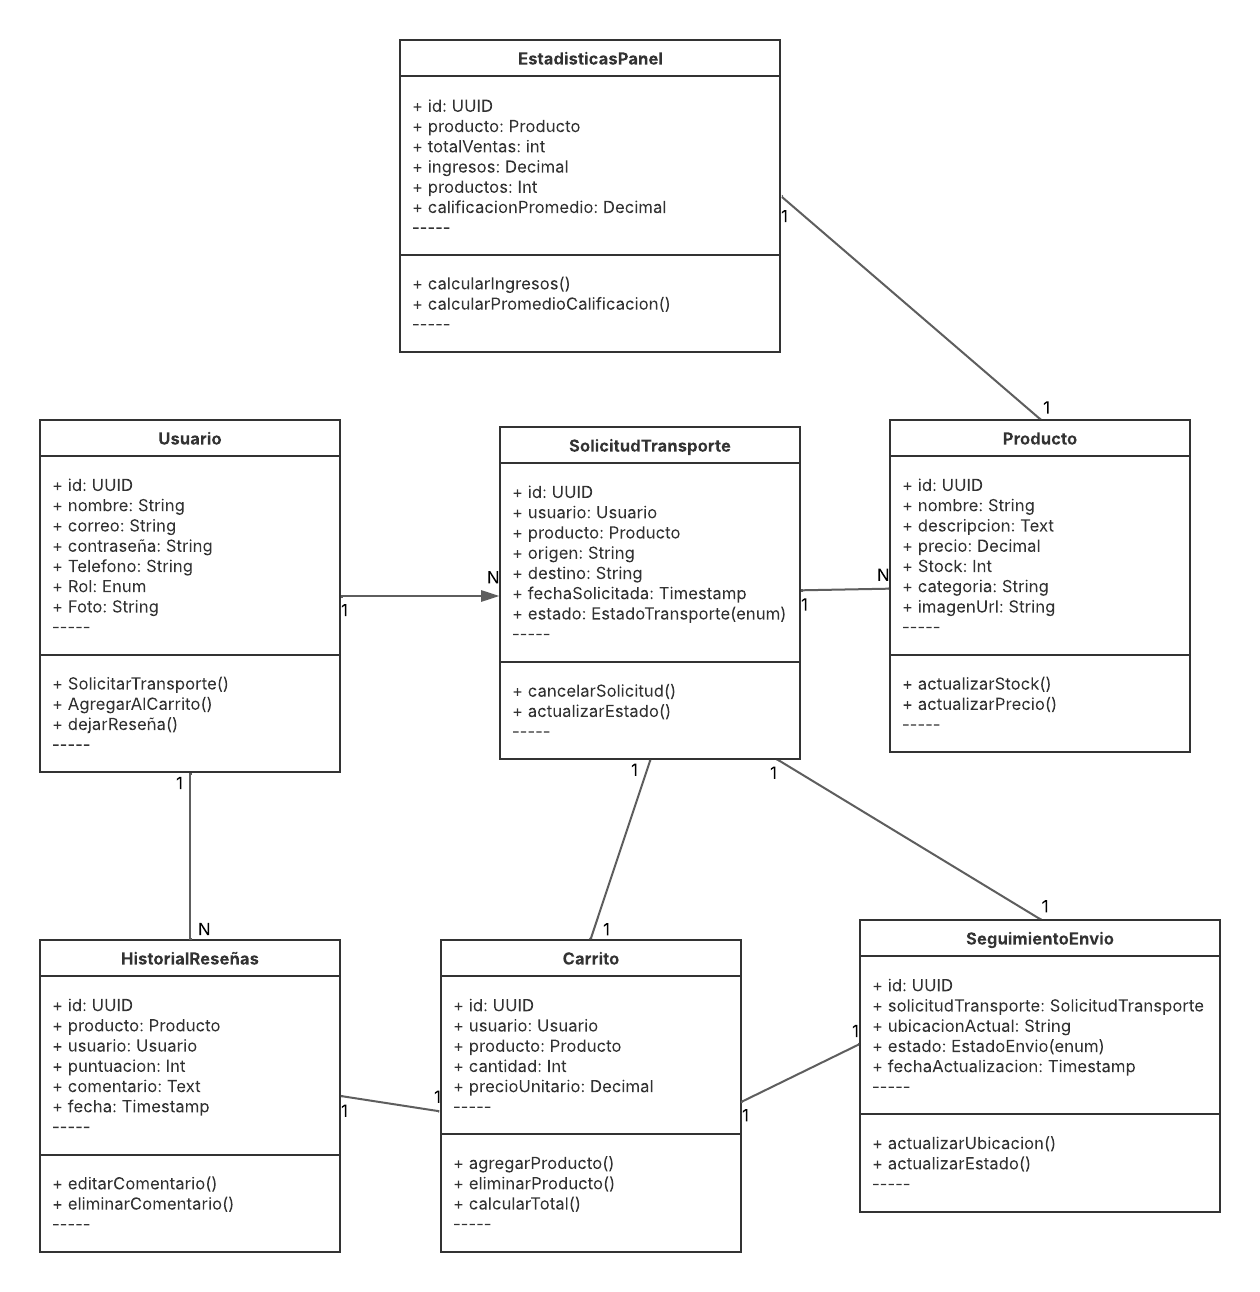 EstadisticasPanel
+ id: UUID
+ producto: Producto
+ totalVentas: int
+ ingresos: Decimal
+ productos: Int
+ calificacionPromedio: Decimal
-----
+ calcularIngresos()
+ calcularPromedioCalificacion()
-----
1
1
Usuario
+ id: UUID
+ nombre: String
+ correo: String
+ contraseña: String
+ Telefono: String
+ Rol: Enum
+ Foto: String
-----
+ SolicitarTransporte()
+ AgregarAlCarrito()
+ dejarReseña()
-----
1
N
SolicitudTransporte
+ id: UUID
+ usuario: Usuario
+ producto: Producto
+ origen: String
+ destino: String
+ fechaSolicitada: Timestamp
+ estado: EstadoTransporte(enum)
-----
+ cancelarSolicitud()
+ actualizarEstado()
-----
1
N
Producto
+ id: UUID
+ nombre: String
+ descripcion: Text
+ precio: Decimal
+ Stock: Int
+ categoria: String
+ imagenUrl: String
-----
+ actualizarStock()
+ actualizarPrecio()
-----
1
N
1
1
1
1
HistorialReseñas
+ id: UUID
+ producto: Producto
+ usuario: Usuario
+ puntuacion: Int
+ comentario: Text
+ fecha: Timestamp
-----
+ editarComentario()
+ eliminarComentario()
-----
1
1
Carrito
+ id: UUID
+ usuario: Usuario
+ producto: Producto
+ cantidad: Int
+ precioUnitario: Decimal
-----
+ agregarProducto()
+ eliminarProducto()
+ calcularTotal()
-----
1
1
SeguimientoEnvio
+ id: UUID
+ solicitudTransporte: SolicitudTransporte
+ ubicacionActual: String
+ estado: EstadoEnvio(enum)
+ fechaActualizacion: Timestamp
-----
+ actualizarUbicacion()
+ actualizarEstado()
-----